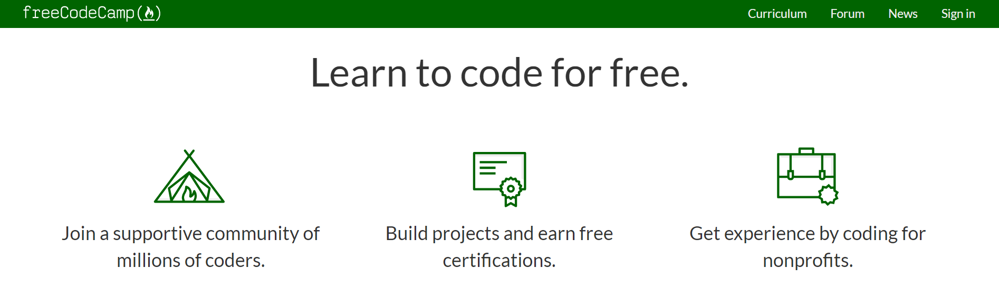 freeCodeCamp
Curriculum Forum News Sign in
Learn to code for free.
Join a supportive community of
millions of coders.
Build projects and earn free
certifications.
Get experience by coding for
nonprofits.